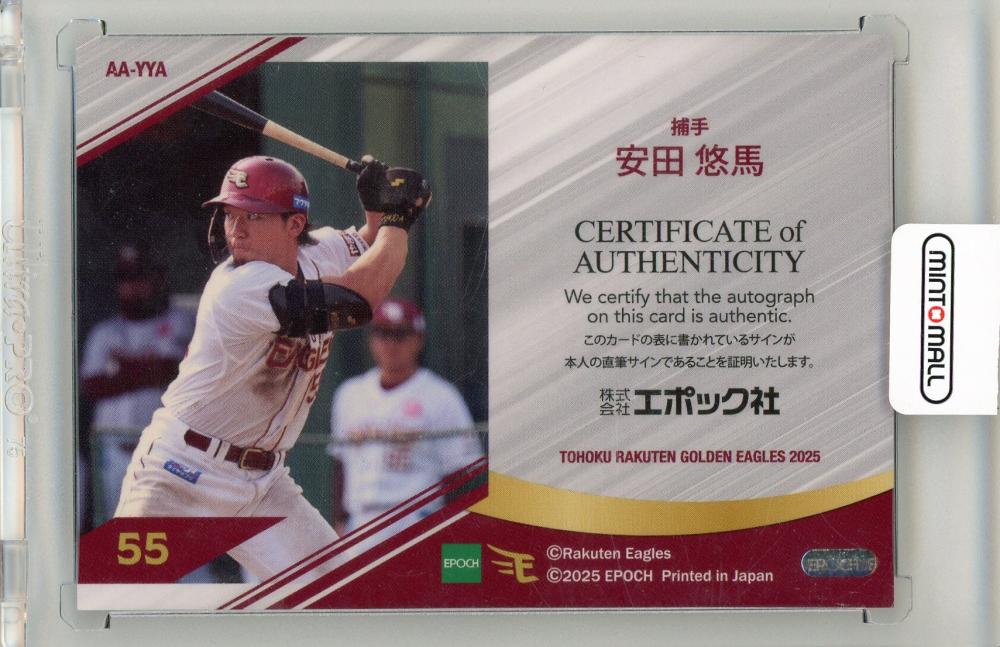 AA-YYA
捕手
安田 悠馬
CERTIFICATE of
AUTHENTICITY
We certify that the autograph
on this card is authentic.
このカードの表に書かれているサインが
本人の直筆サインであることを証明いたします。
株式会社エポック社
TOHOKU RAKUTEN GOLDEN EAGLES 2025
55
EPOCH
©Rakuten Eagles
©2025 EPOCH Printed in Japan
MINT MALL
ultra·PRO